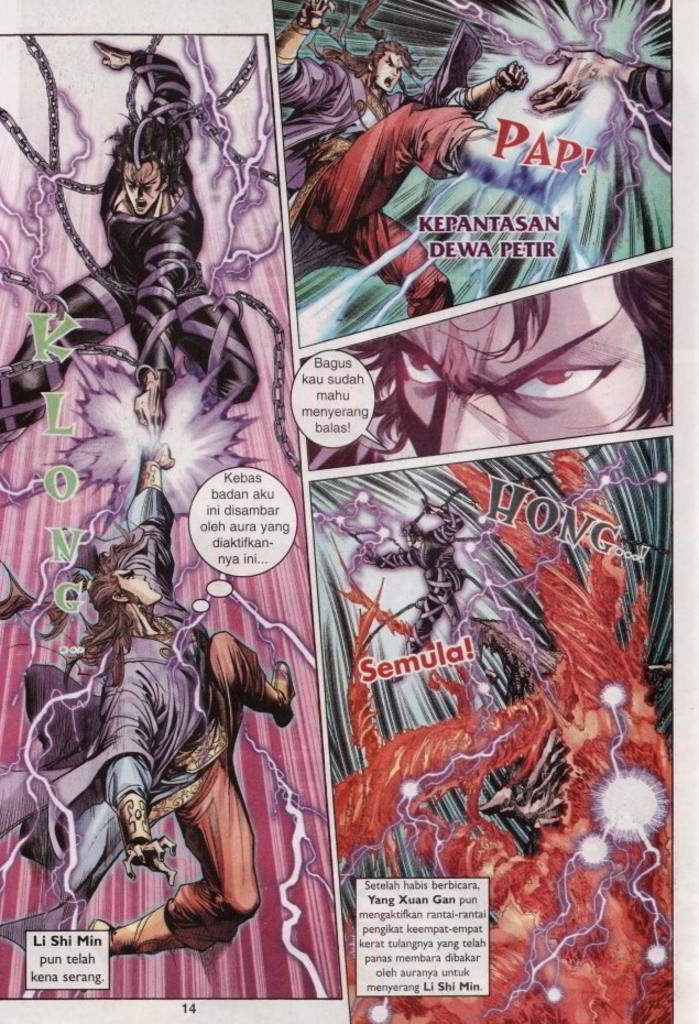 KLONG...
Kebas
badan aku
ini disambar
oleh aura yang
diaktifkan-
nya ini...
Li Shi Min
pun telah
kena serang.
PAP!
KEPANTASAN
DEWA PETIR
Bagus
kau sudah
mahu
menyerang
balas!
HONG...!
Semula!
Setelah habis berbicara,
Yang Xuan Gan pun
mengaktifkan rantai-rantai
pengikat keempat-empat
kerat tulangnya yang telah
panas membara dibakar
oleh auranya untuk
menyerang Li Shi Min.
14